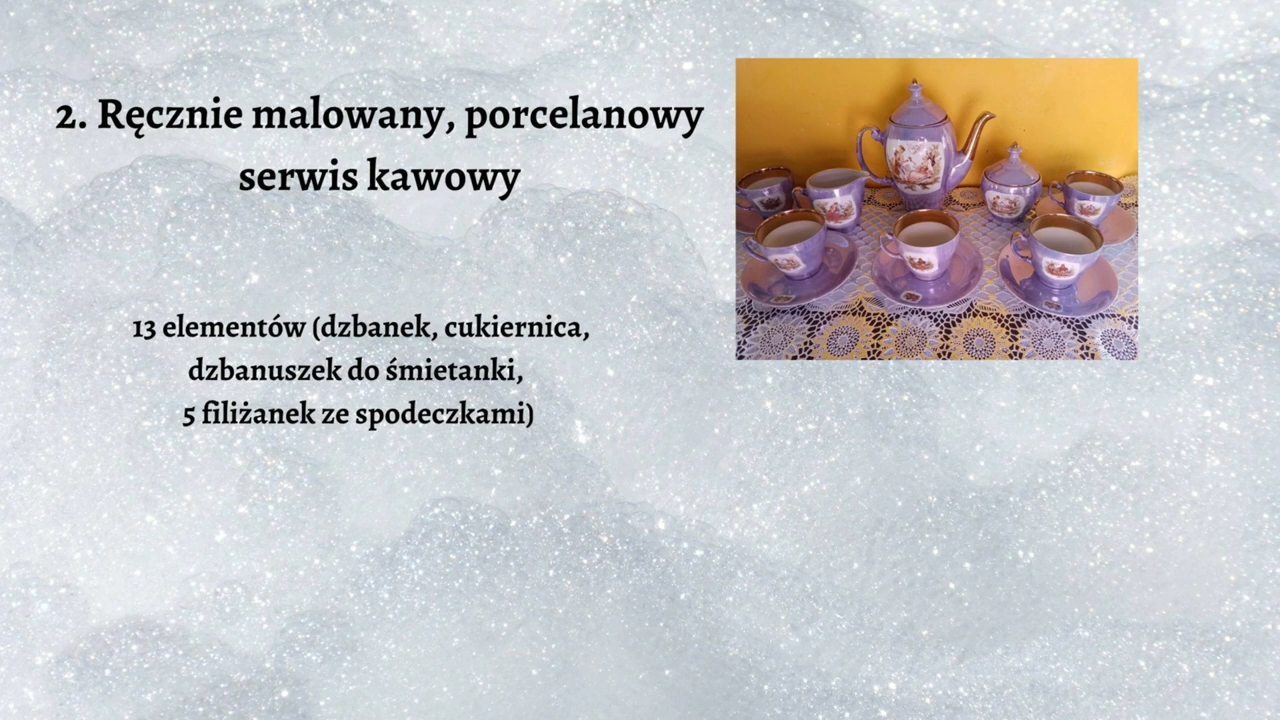 2. Ręcznie malowany, porcelanowy
serwis kawowy
13 elementów (dzbanek, cukiernica,
dzbanuszek do śmietanki,
5 filiżanek ze spodeczkami)